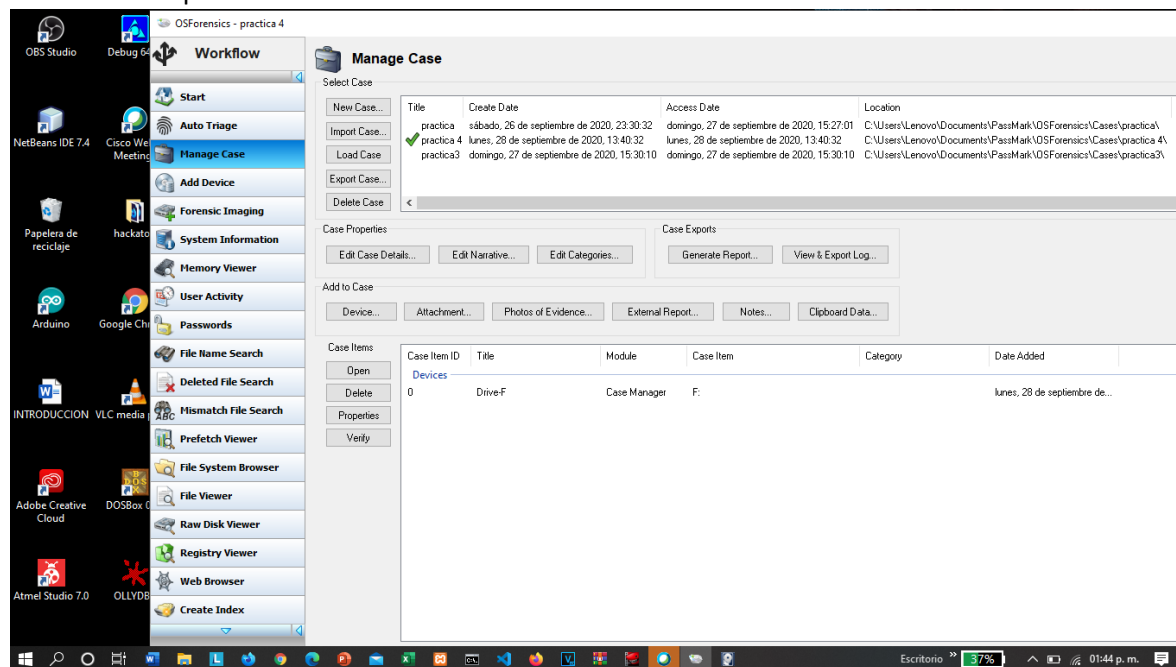 OSForensics - practica 4
OBS Studio
Debug 64
Workflow
Manage Case
Select Case
Start
New Case...
Title Create Date Access Date Location
Auto Triage
practica sábado, 26 de septiembre de 2020, 23:30:32 domingo, 27 de septiembre de 2020, 15:27:01 C:\Users\Lenovo\Documents\PassMark\OSForensics\Cases\practica\
Import Case...
practica 4 lunes, 28 de septiembre de 2020, 13:40:32 lunes, 28 de septiembre de 2020, 13:40:32 C:\Users\Lenovo\Documents\PassMark\OSForensics\Cases\practica 4\
NetBeans IDE 7.4
Cisco We
Meeting
Manage Case
Load Case
practica3 domingo, 27 de septiembre de 2020, 15:30:10 domingo, 27 de septiembre de 2020, 15:30:10 C:\Users\Lenovo\Documents\PassMark\OSForensics\Cases\practica3\
Export Case...
Add Device
Delete Case
Forensic Imaging
Papelera de
reciclaje
hackato
Case Properties
Case Exports
System Information
Edit Case Details...
Edit Narrative...
Edit Categories...
Generate Report...
View & Export Log...
Memory Viewer
Add to Case
User Activity
Device...
Attachment...
Photos of Evidence...
External Report...
Notes...
Clipboard Data...
Arduino
Google Chr
Passwords
Case Items
File Name Search
Case Item ID Title Module Case Item Category Date Added
Open
Devices
Deleted File Search
Delete
0 Drive-F Case Manager F: lunes, 28 de septiembre de...
INTRODUCCION
VLC media p
ABC
Mismatch File Search
Properties
Prefetch Viewer
Verify
File System Browser
File Viewer
Adobe Creative
Cloud
DOSBox 0
Raw Disk Viewer
Registry Viewer
Web Browser
Atmel Studio 7.0
OLLYDB
Create Index
Escritorio
37%
01:44 p. m.